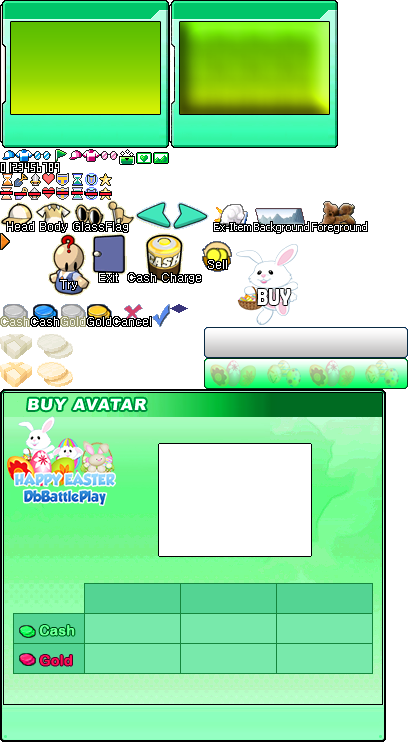 0123456789
Head Body Glass Flag Ex-Item Background Foreground
Try Exit Cash Charge Sell
CASH
BUY
Cash Cash Gold Gold Cancel
BUY AVATAR
HAPPY EASTER
DbBattlePlay
Cash
Gold